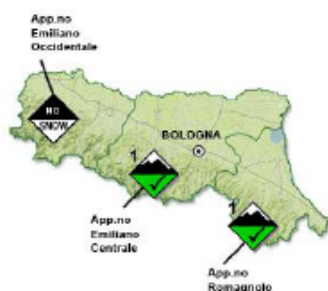 App.no
Emiliano
Occidentale
NO
SNOW
BOLOGNA
1
1
App.no
Emiliano
Centrale
App.no
Romagnolo